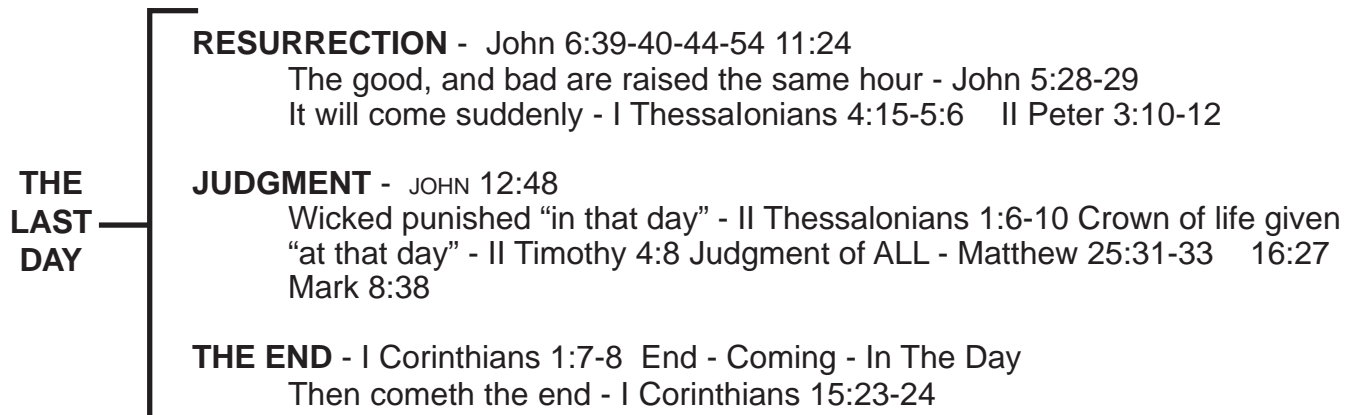 RESURRECTION - John 6:39-40-44-54 11:24
The good, and bad are raised the same hour - John 5:28-29
It will come suddenly - I Thessalonians 4:15-5:6 II Peter 3:10-12
THE
LAST
DAY
JUDGMENT - JOHN 12:48
Wicked punished “in that day” - II Thessalonians 1:6-10 Crown of life given
“at that day” - II Timothy 4:8 Judgment of ALL - Matthew 25:31-33 16:27
Mark 8:38
THE END - I Corinthians 1:7-8 End - Coming - In The Day
Then cometh the end - I Corinthians 15:23-24